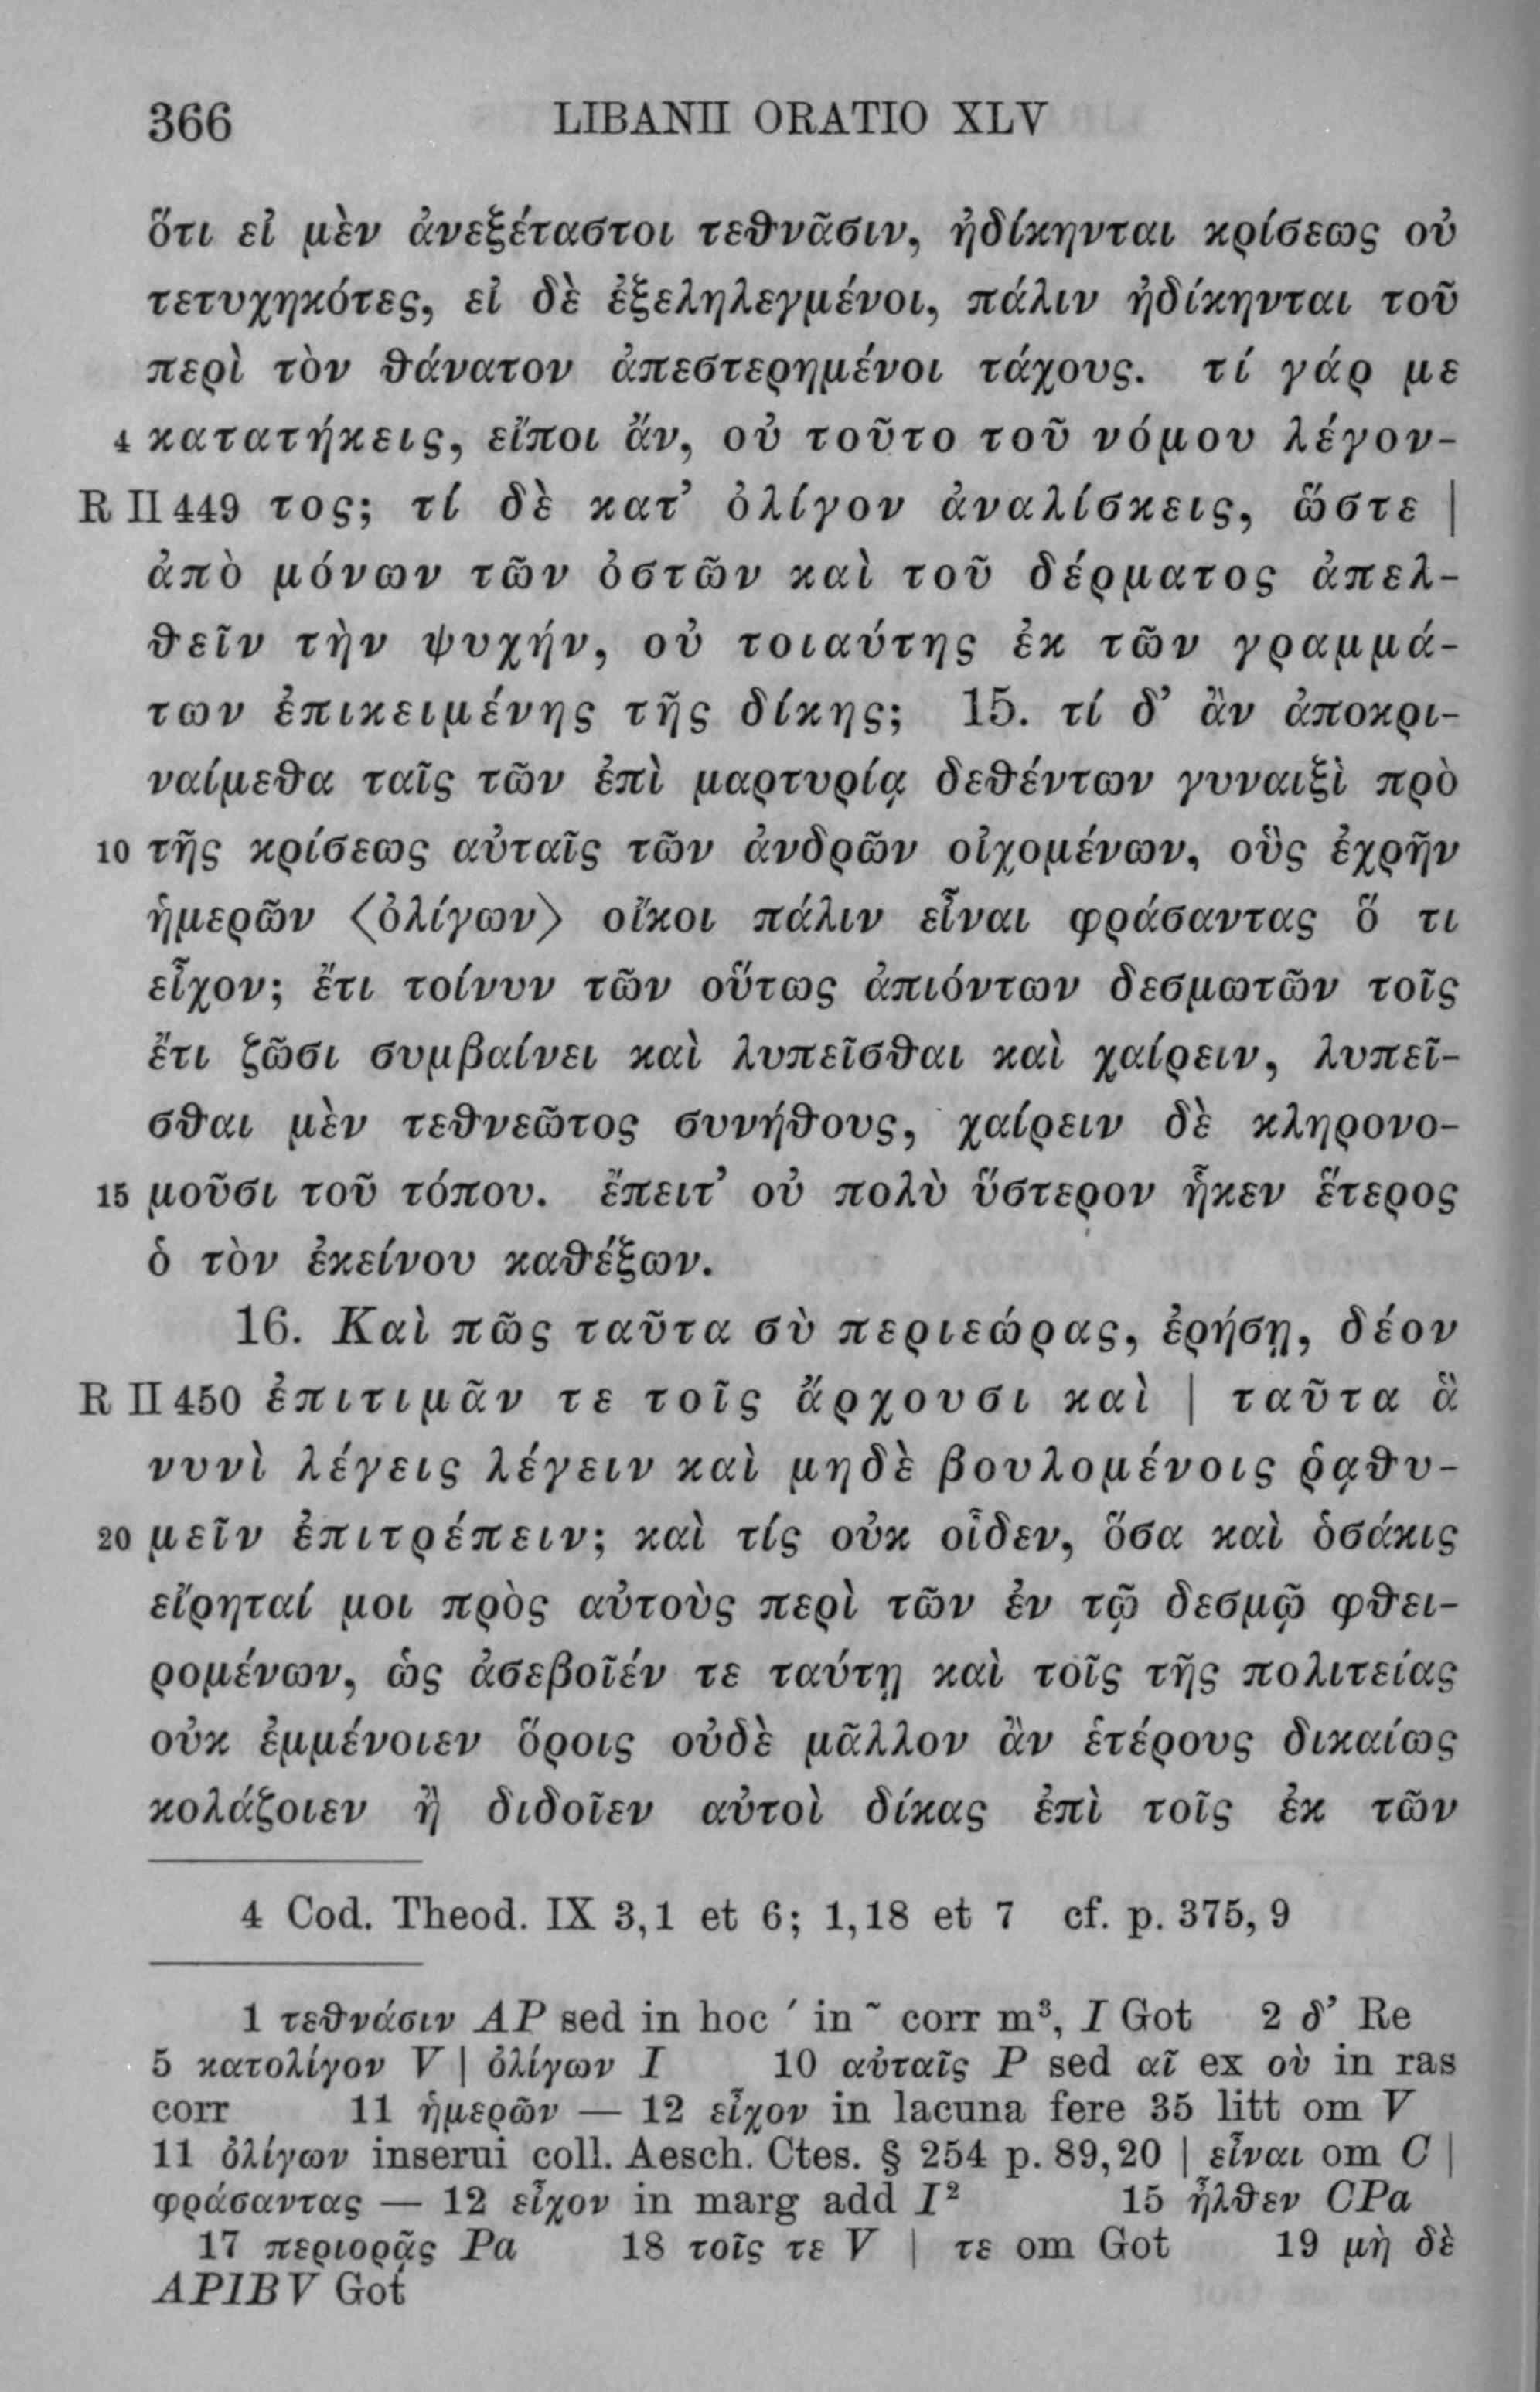 366 LIBANII ORATIO XLV
ὅτι εἰ μὲν ἀνεξέταστοι τεθνᾶσιν, ἠδίκηνται κρίσεως οὐ
τετυχηκότες, εἰ δὲ ἐξεληλεγμένοι, πάλιν ἠδίκηνται τοῦ
περὶ τὸν θάνατον ἀπεστερημένοι τάχους. τί γάρ με
4 κατατήκεις, εἴποι ἄν, οὐ τοῦτο τοῦ νόμου λέγον-
R II 449 τος; τί δὲ κατ’ ὀλίγον ἀναλίσκεις, ὥστε |
ἀπὸ μόνων τῶν ὀστῶν καὶ τοῦ δέρματος ἀπελ-
θεῖν τὴν ψυχήν, οὐ τοιαύτης ἐκ τῶν γραμμά-
των ἐπικειμένης τῆς δίκης; 15. τί δ’ ἂν ἀποκρι-
ναίμεθα ταῖς τῶν ἐπὶ μαρτυρίᾳ δεθέντων γυναιξὶ πρὸ
10 τῆς κρίσεως αὐταῖς τῶν ἀνδρῶν οἰχομένων, οὓς ἐχρῆν
ἡμερῶν ⟨ὀλίγων⟩ οἴκοι πάλιν εἶναι φράσαντας ὅ τι
εἶχον; ἔτι τοίνυν τῶν οὕτως ἀπιόντων δεσμωτῶν τοῖς
ἔτι ζῶσι συμβαίνει καὶ λυπεῖσθαι καὶ χαίρειν, λυπεῖ-
σθαι μὲν τεθνεῶτος συνήθους, χαίρειν δὲ κληρονο-
15 μοῦσι τοῦ τόπου. ἔπειτ’ οὐ πολὺ ὕστερον ἧκεν ἕτερος
ὁ τὸν ἐκείνου καθέξων.
16. Καὶ πῶς ταῦτα σὺ περιεώρας, ἐρήσῃ, δέον
R II 450 ἐπιτιμᾶν τε τοῖς ἄρχουσι καὶ | ταῦτα ἃ
νυνὶ λέγεις λέγειν καὶ μηδὲ βουλομένοις ῥᾳθυ-
20 μεῖν ἐπιτρέπειν; καὶ τίς οὐκ οἶδεν, ὅσα καὶ ὁσάκις
εἴρηταί μοι πρὸς αὐτοὺς περὶ τῶν ἐν τῷ δεσμῷ φθει-
ρομένων, ὡς ἀσεβοῖέν τε ταύτῃ καὶ τοῖς τῆς πολιτείας
οὐκ ἐμμένοιεν ὅροις οὐδὲ μᾶλλον ἂν ἑτέρους δικαίως
κολάζοιεν ἢ διδοῖεν αὐτοὶ δίκας ἐπὶ τοῖς ἐκ τῶν
4 Cod. Theod. IX 3,1 et 6; 1,18 et 7 cf. p. 375, 9
1 τεθνάσιν AP sed in hoc ´ in ῀ corr m³, I Got 2 δ’ Re
5 κατολίγον V | ὀλίγων I 10 αὐταῖς P sed αῖ ex οὺ in ras
corr 11 ἡμερῶν — 12 εἶχον in lacuna fere 35 litt om V
11 ὀλίγων inserui coll. Aesch. Ctes. § 254 p. 89,20 | εἶναι om C |
φράσαντας — 12 εἶχον in marg add I² 15 ἦλθεν CPa
17 περιορᾷς Pa 18 τοῖς τε V | τε om Got 19 μὴ δὲ
APIBV Got